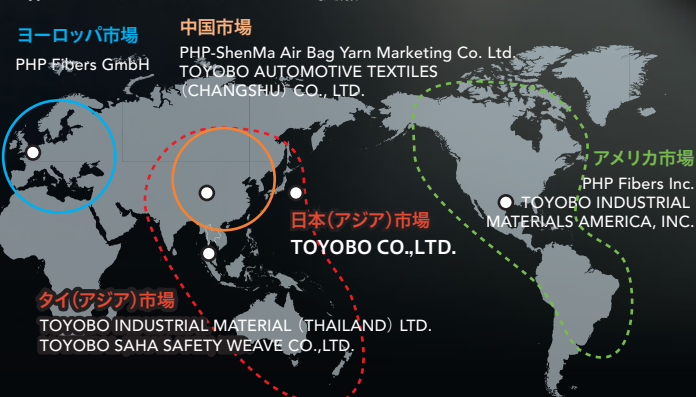 ヨーロッパ市場
PHP Fibers GmbH
中国市場
PHP-ShenMa Air Bag Yarn Marketing Co. Ltd.
TOYOBO AUTOMOTIVE TEXTILES
（CHANGSHU）CO., LTD.
アメリカ市場
PHP Fibers Inc.
TOYOBO INDUSTRIAL
MATERIALS AMERICA, INC.
日本（アジア）市場
TOYOBO CO.,LTD.
タイ（アジア）市場
TOYOBO INDUSTRIAL MATERIAL（THAILAND）LTD.
TOYOBO SAHA SAFETY WEAVE CO.,LTD.